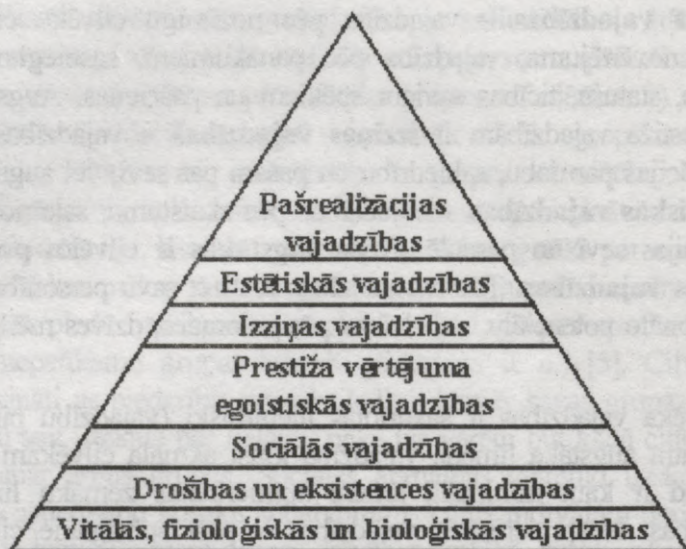 Pašrealizācijas
vajadzības
Estētiskās vajadzības
Izziņas vajadzības
Prestiža vērtējuma
egoistiskās vajadzības
Sociālās vajadzības
Drošības un eksistences vajadzības
Vitālās, fizioloģiskās un bioloģiskās vajadzības